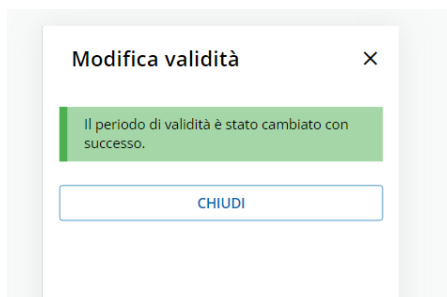 Modifica validità
Il periodo di validità è stato cambiato con
successo.
CHIUDI